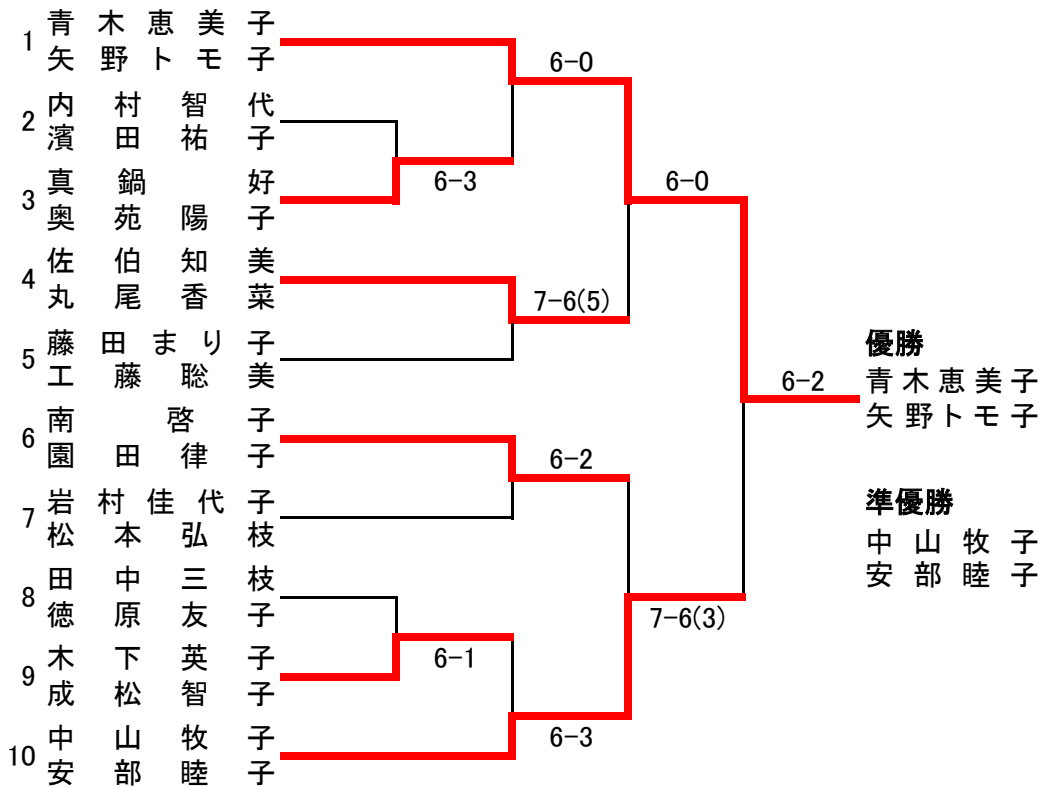 1 青木恵美子
矢野トモ子
6-0
2 内村智代
濱田祐子
6-3
6-0
3 真鍋好
奥苑陽子
4 佐伯知美
丸尾香菜
7-6(5)
5 藤田まり子
工藤聡美
6-2
優勝
青木恵美子
矢野トモ子
6 南啓子
園田律子
6-2
7 岩村佳代子
松本弘枝
準優勝
中山牧子
安部睦子
8 田中三枝
徳原友子
7-6(3)
9 木下英子
成松智子
6-1
6-3
10 中山牧子
安部睦子